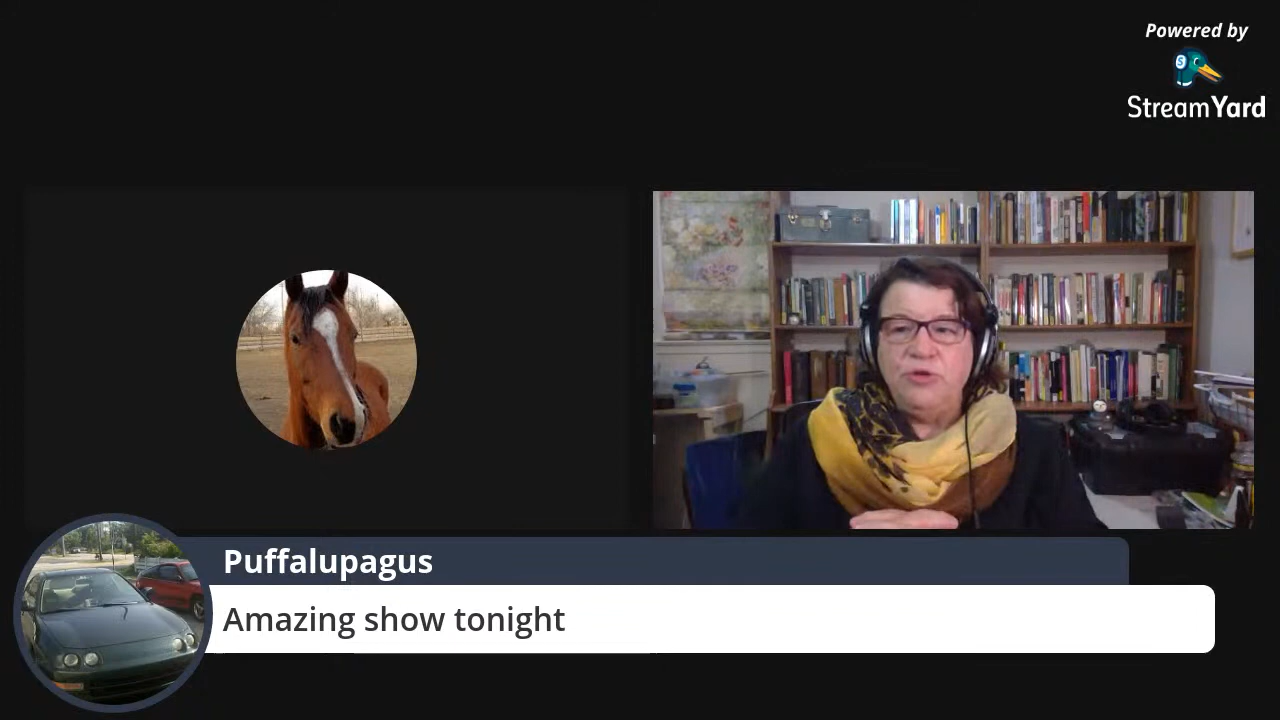 Powered by
S
StreamYard
Puffalupagus
Amazing show tonight